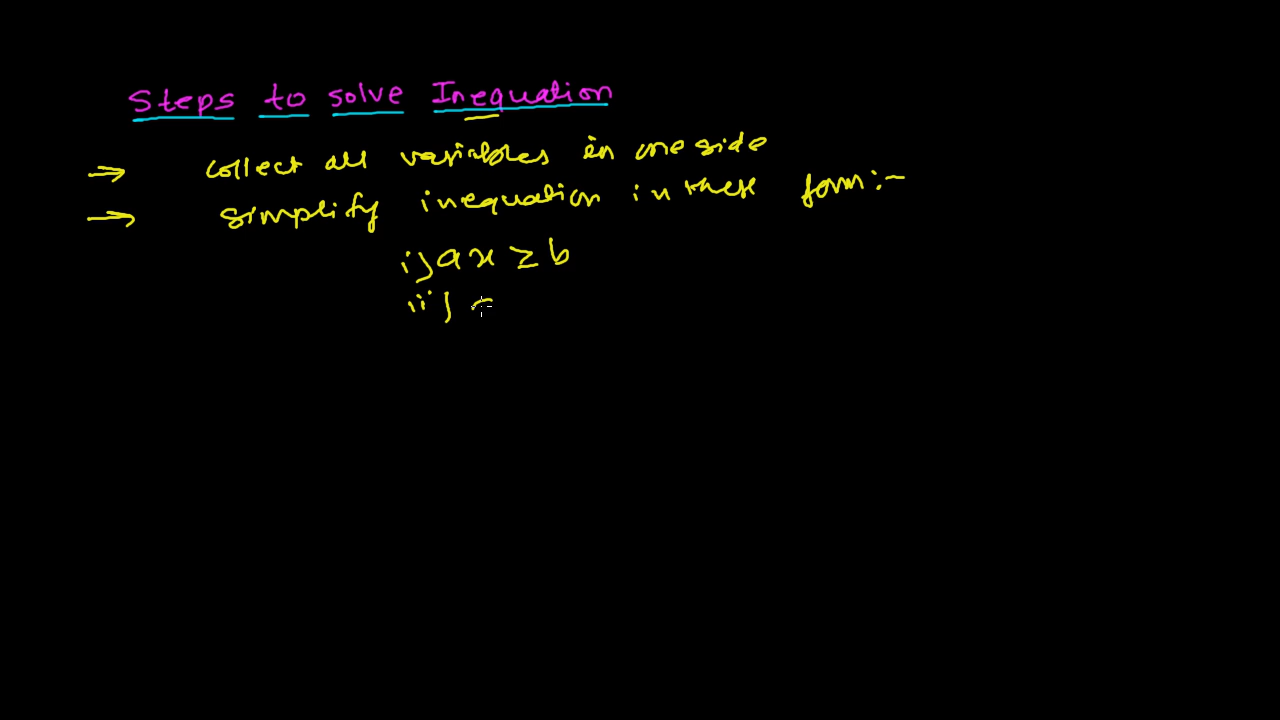 Steps to solve Inequation
→ collect all variables in one side
→ simplify inequation in these form:-
i) ax ≥ b
ii)